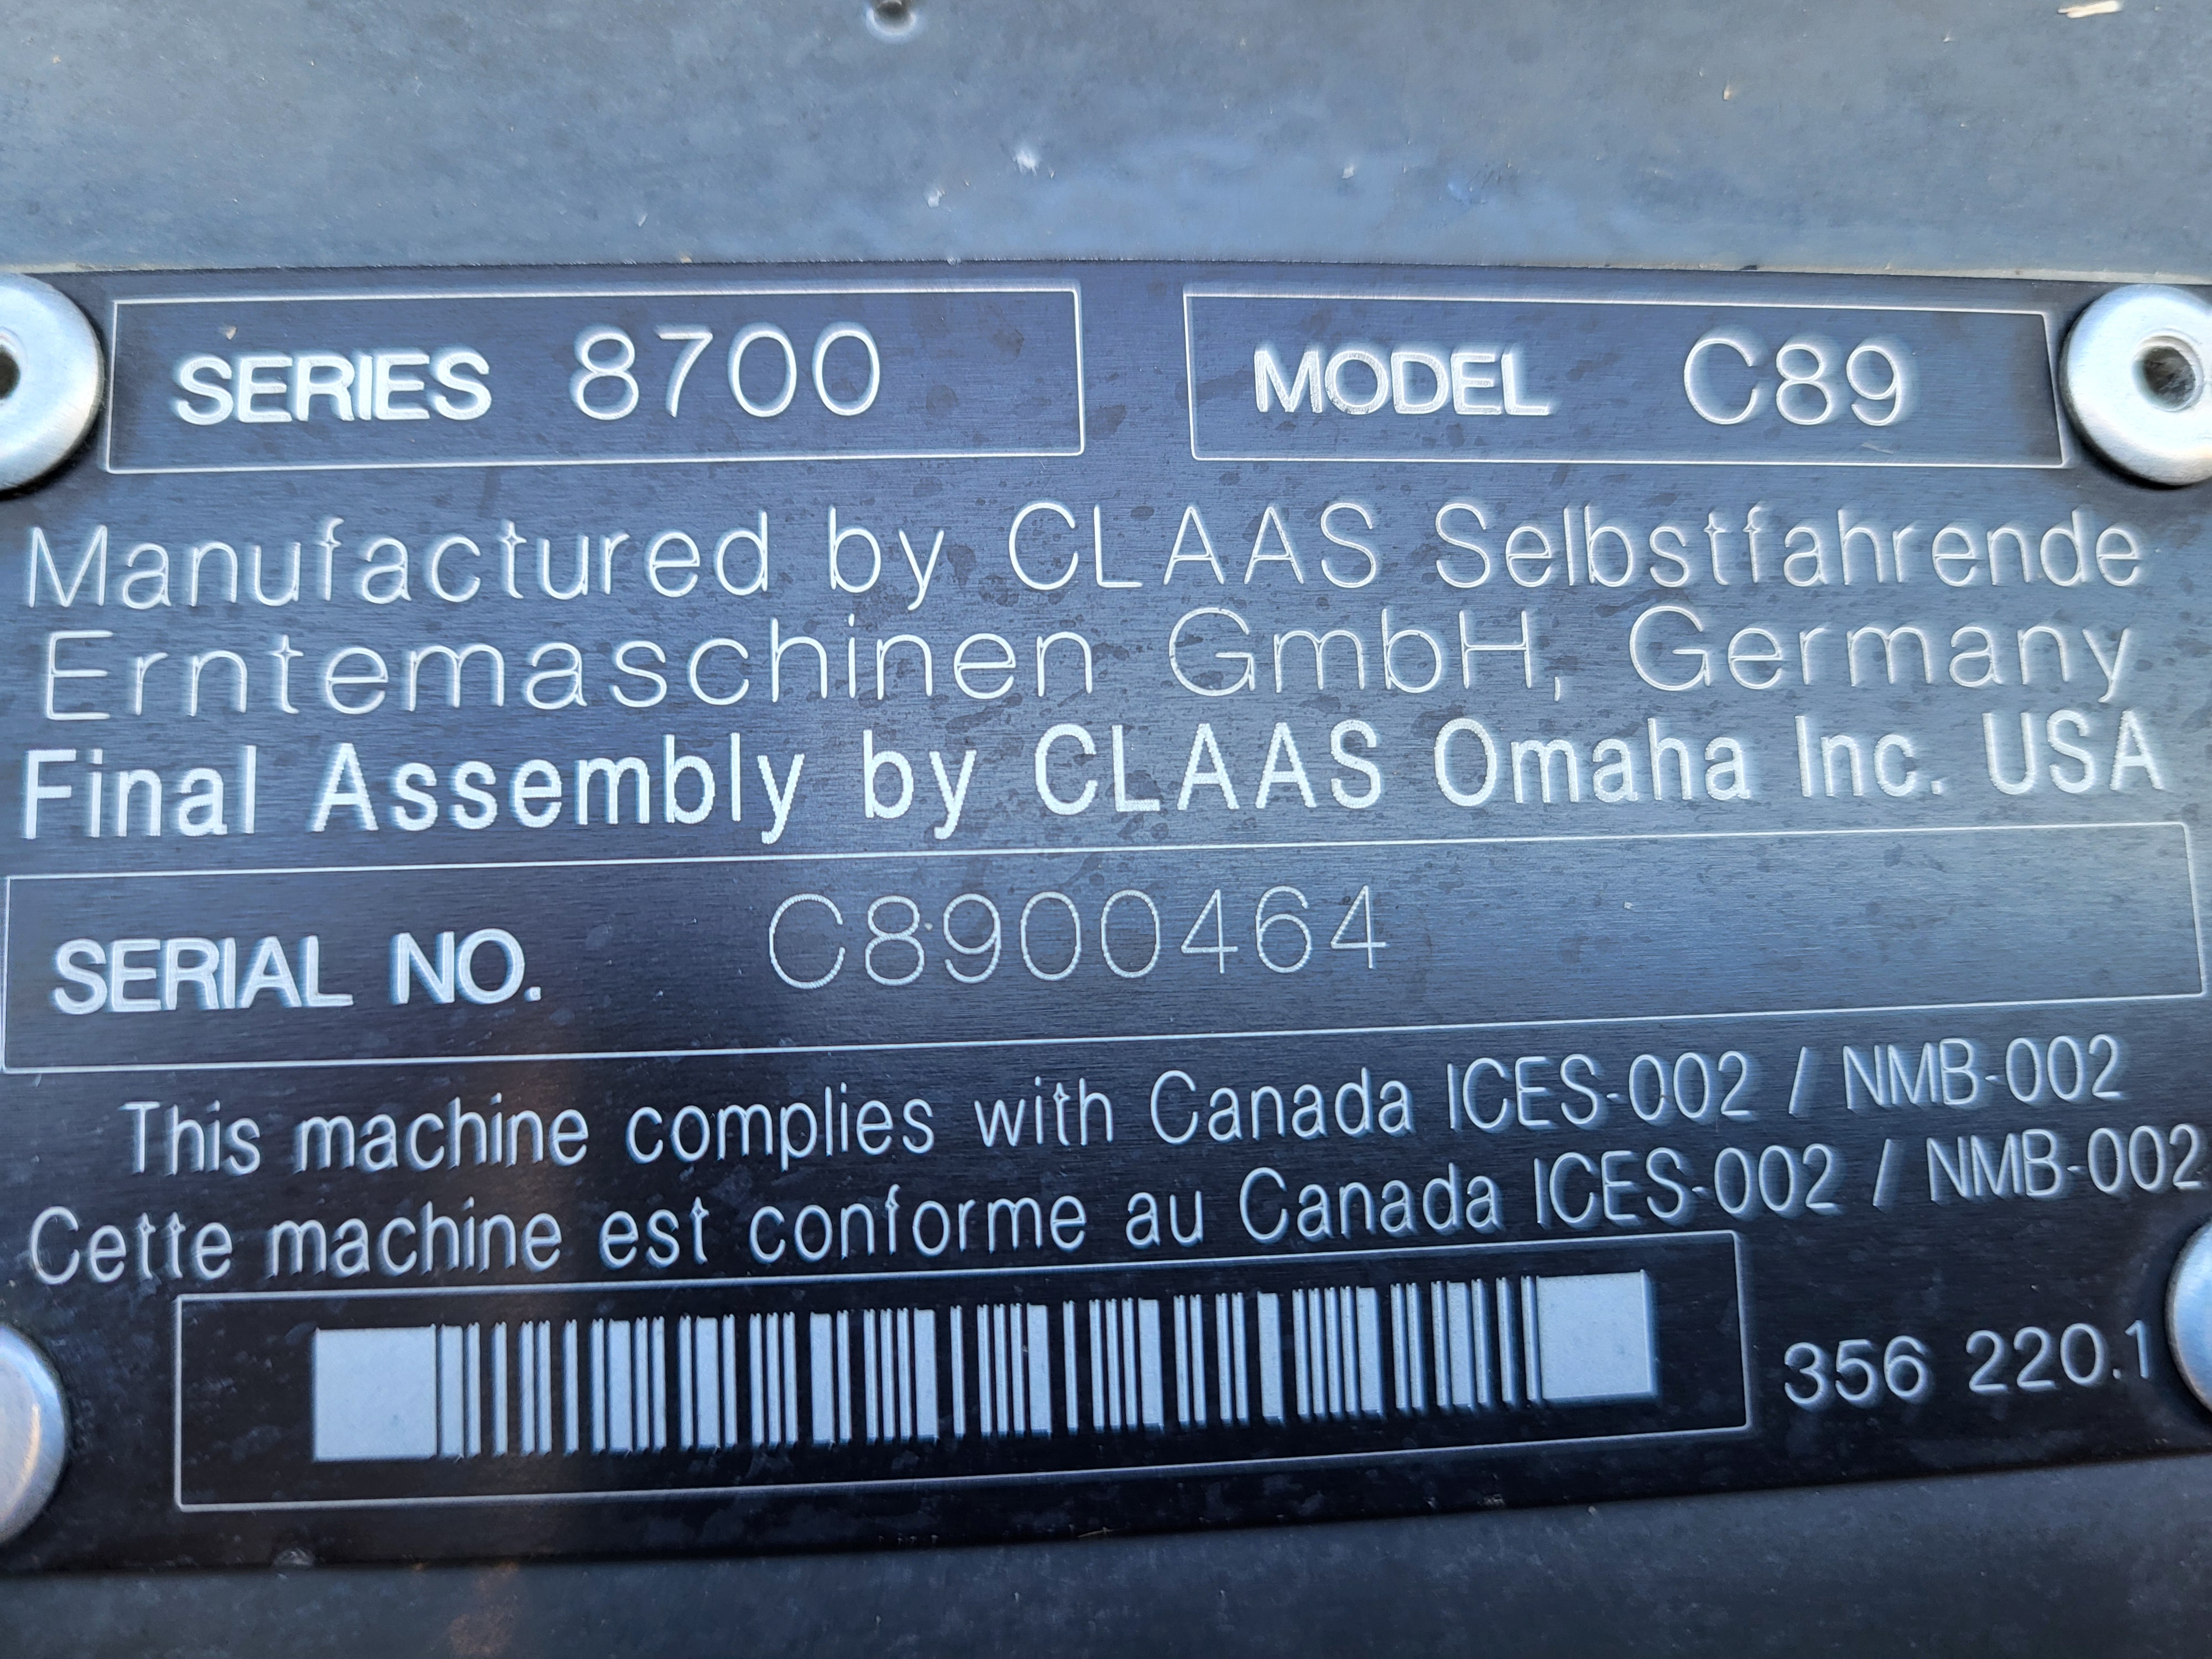 SERIES 8700 MODEL C89
Manufactured by CLAAS Selbstfahrende
Erntemaschinen GmbH, Germany
Final Assembly by CLAAS Omaha Inc. USA
SERIAL NO. C8900464
This machine complies with Canada ICES-002 / NMB-002
Cette machine est conforme au Canada ICES-002 / NMB-002
356 220.1